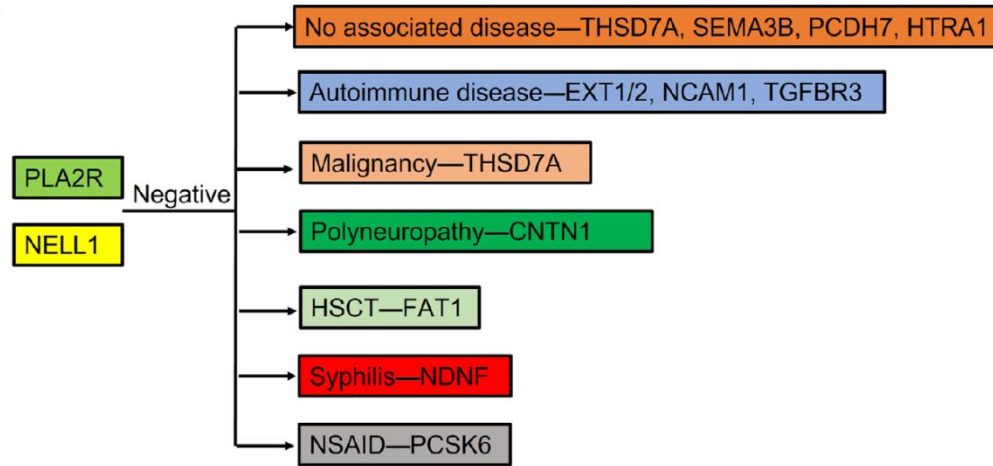 No associated disease—THSD7A, SEMA3B, PCDH7, HTRA1
Autoimmune disease—EXT1/2, NCAM1, TGFBR3
PLA2R
Malignancy—THSD7A
Negative
NELL1
Polyneuropathy—CNTN1
HSCT—FAT1
Syphilis—NDNF
NSAID—PCSK6